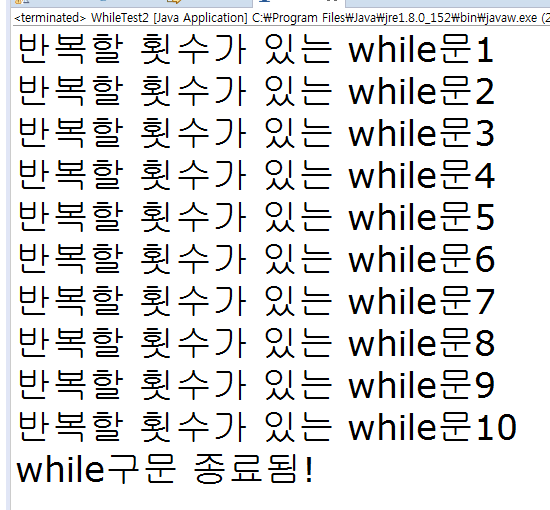 <terminated> WhileTest2 [Java Application] C:₩Program Files₩Java₩jre1.8.0_152₩bin₩javaw.exe (2
반복할 횟수가 있는 while문1
반복할 횟수가 있는 while문2
반복할 횟수가 있는 while문3
반복할 횟수가 있는 while문4
반복할 횟수가 있는 while문5
반복할 횟수가 있는 while문6
반복할 횟수가 있는 while문7
반복할 횟수가 있는 while문8
반복할 횟수가 있는 while문9
반복할 횟수가 있는 while문10
while구문 종료됨!